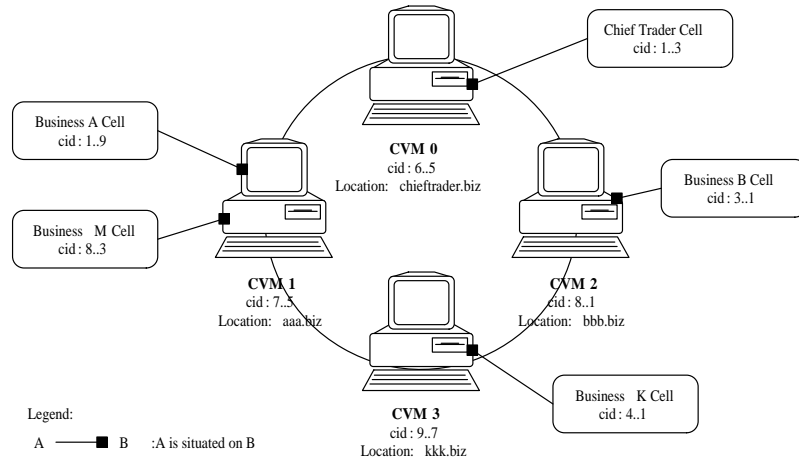 Chief Trader Cell
cid : 1..3
Business A Cell
cid : 1..9
CVM 0
cid : 6..5
Location: chieftrader.biz
Business B Cell
cid : 3..1
Business M Cell
cid : 8..3
CVM 1
cid : 7..5
Location: aaa.biz
CVM 2
cid : 8..1
Location: bbb.biz
Business K Cell
cid : 4..1
CVM 3
cid : 9..7
Location: kkk.biz
Legend:
A B :A is situated on B